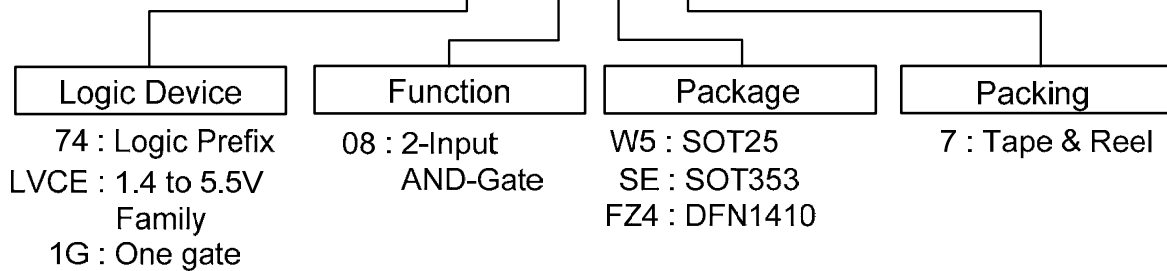 Logic Device
74 : Logic Prefix
LVCE : 1.4 to 5.5V
Family
1G : One gate
Function
08 : 2-Input
AND-Gate
Package
W5 : SOT25
SE : SOT353
FZ4 : DFN1410
Packing
7 : Tape & Reel